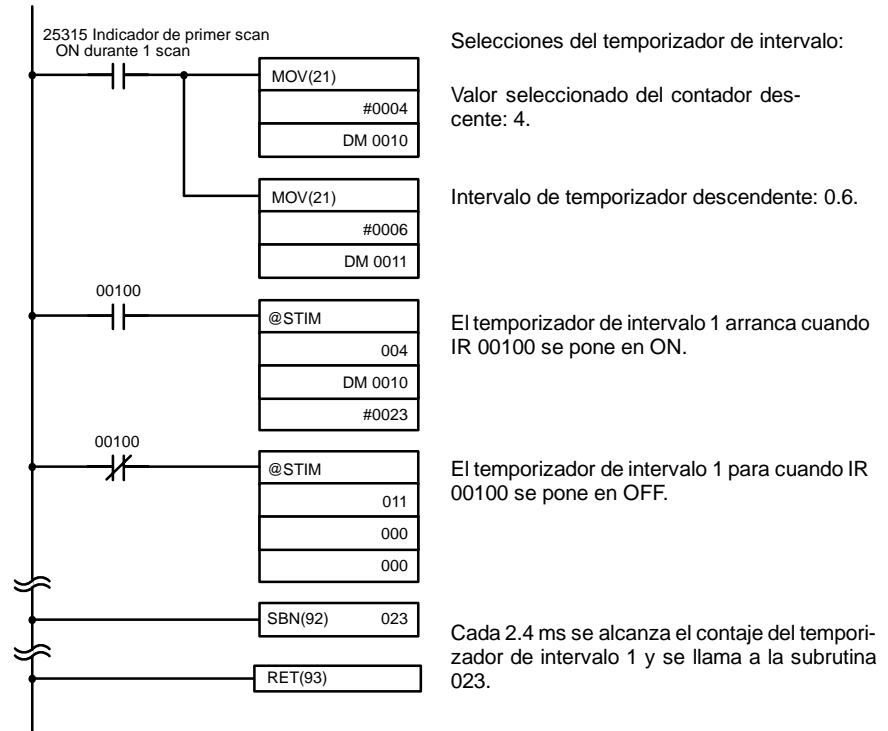 25315 Indicador de primer scan
ON durante 1 scan
MOV(21)
#0004
DM 0010
Selecciones del temporizador de intervalo:
Valor seleccionado del contador des-
cente: 4.
MOV(21)
#0006
DM 0011
Intervalo de temporizador descendente: 0.6.
00100
@STIM
004
DM 0010
#0023
El temporizador de intervalo 1 arranca cuando
IR 00100 se pone en ON.
00100
@STIM
011
000
000
El temporizador de intervalo 1 para cuando IR
00100 se pone en OFF.
SBN(92) 023
RET(93)
Cada 2.4 ms se alcanza el contaje del tempori-
zador de intervalo 1 y se llama a la subrutina
023.